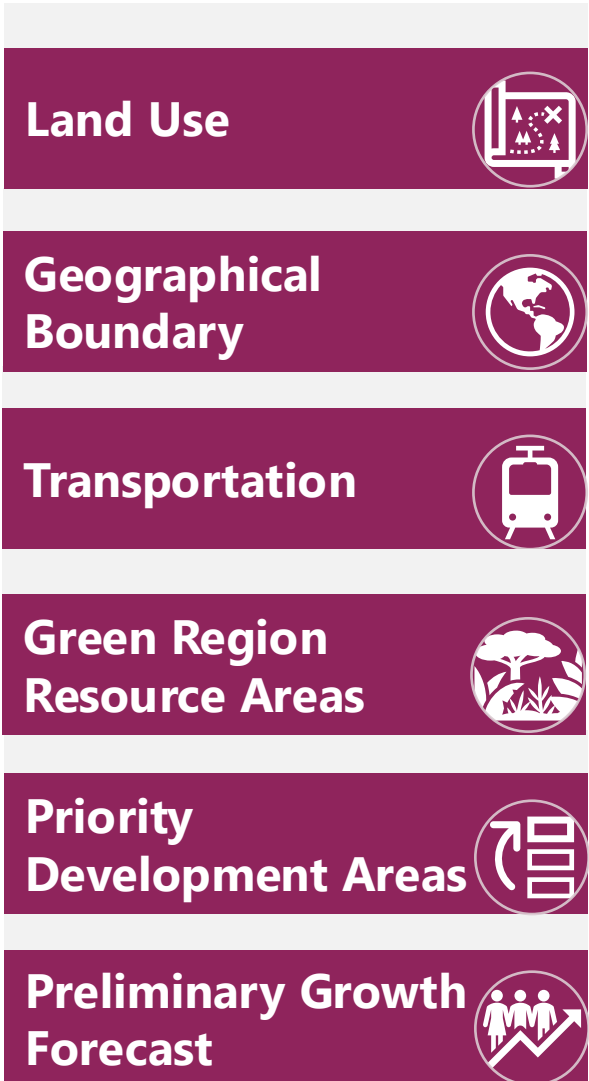 Land Use
Geographical
Boundary
Transportation
Green Region
Resource Areas
Priority
Development Areas
Preliminary Growth
Forecast